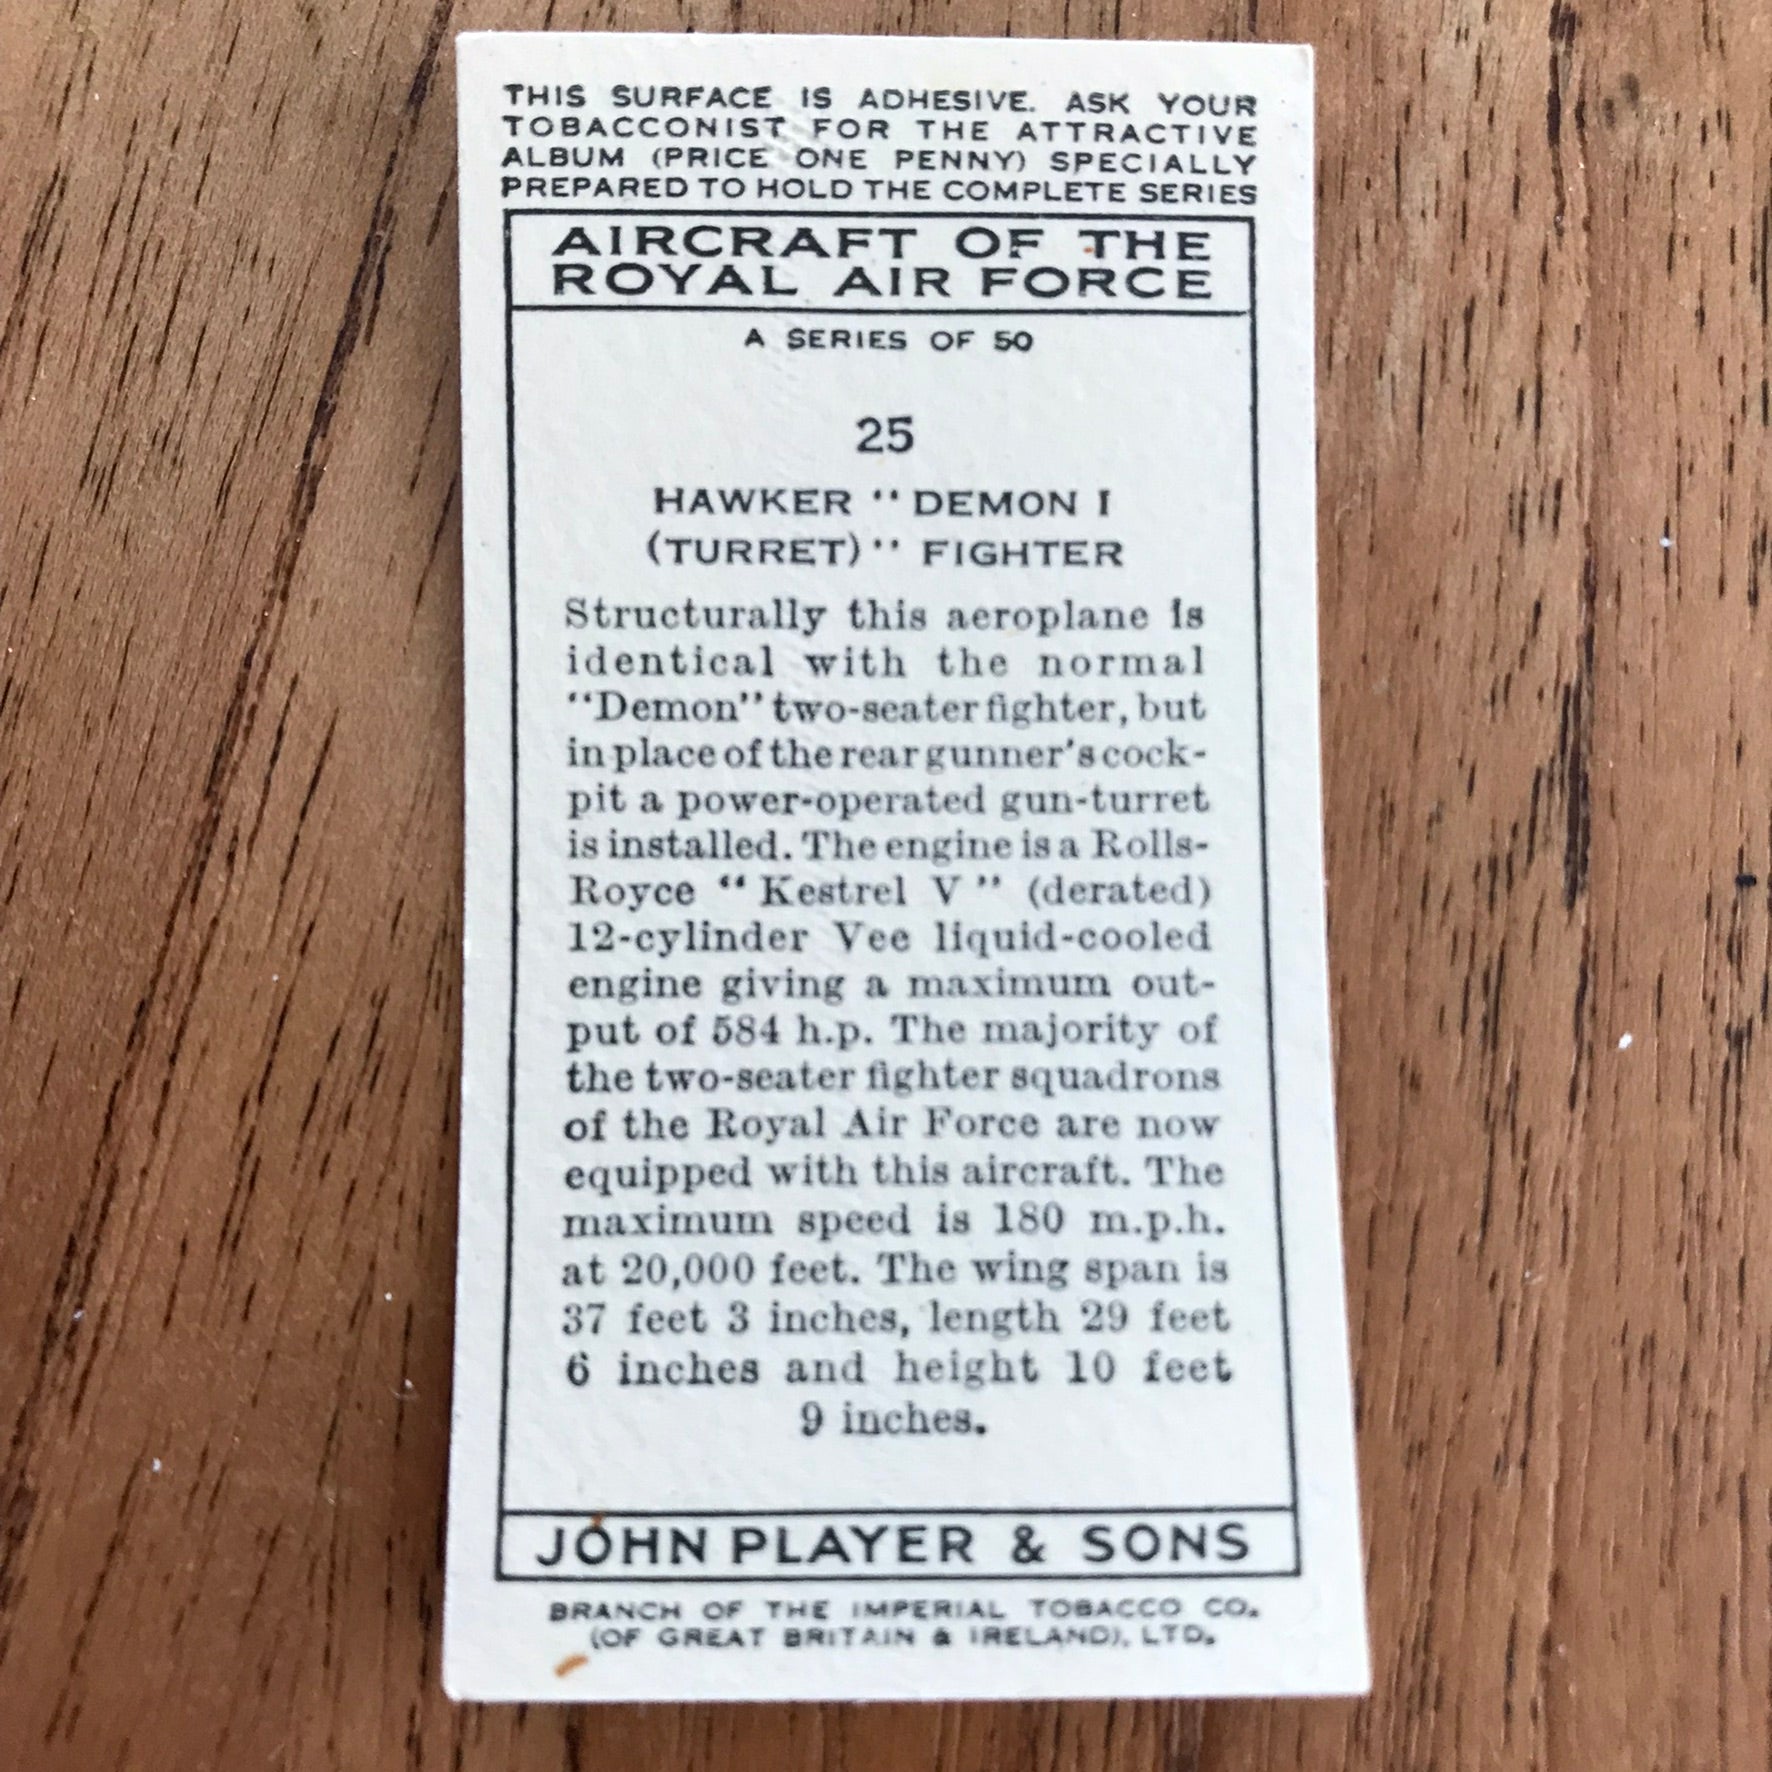 THIS SURFACE IS ADHESIVE. ASK YOUR
TOBACCONIST FOR THE ATTRACTIVE
ALBUM (PRICE ONE PENNY) SPECIALLY
PREPARED TO HOLD THE COMPLETE SERIES
AIRCRAFT OF THE
ROYAL AIR FORCE
A SERIES OF 50
25
HAWKER "DEMON I
(TURRET)" FIGHTER
Structurally this aeroplane is
identical with the normal
"Demon" two-seater fighter, but
in place of the rear gunner's cock-
pit a power-operated gun-turret
is installed. The engine is a Rolls-
Royce "Kestrel V" (derated)
12-cylinder Vee liquid-cooled
engine giving a maximum out-
put of 584 h.p. The majority of
the two-seater fighter squadrons
of the Royal Air Force are now
equipped with this aircraft. The
maximum speed is 180 m.p.h.
at 20,000 feet. The wing span is
37 feet 3 inches, length 29 feet
6 inches and height 10 feet
9 inches.
JOHN PLAYER & SONS
BRANCH OF THE IMPERIAL TOBACCO CO.
(OF GREAT BRITAIN & IRELAND), LTD.